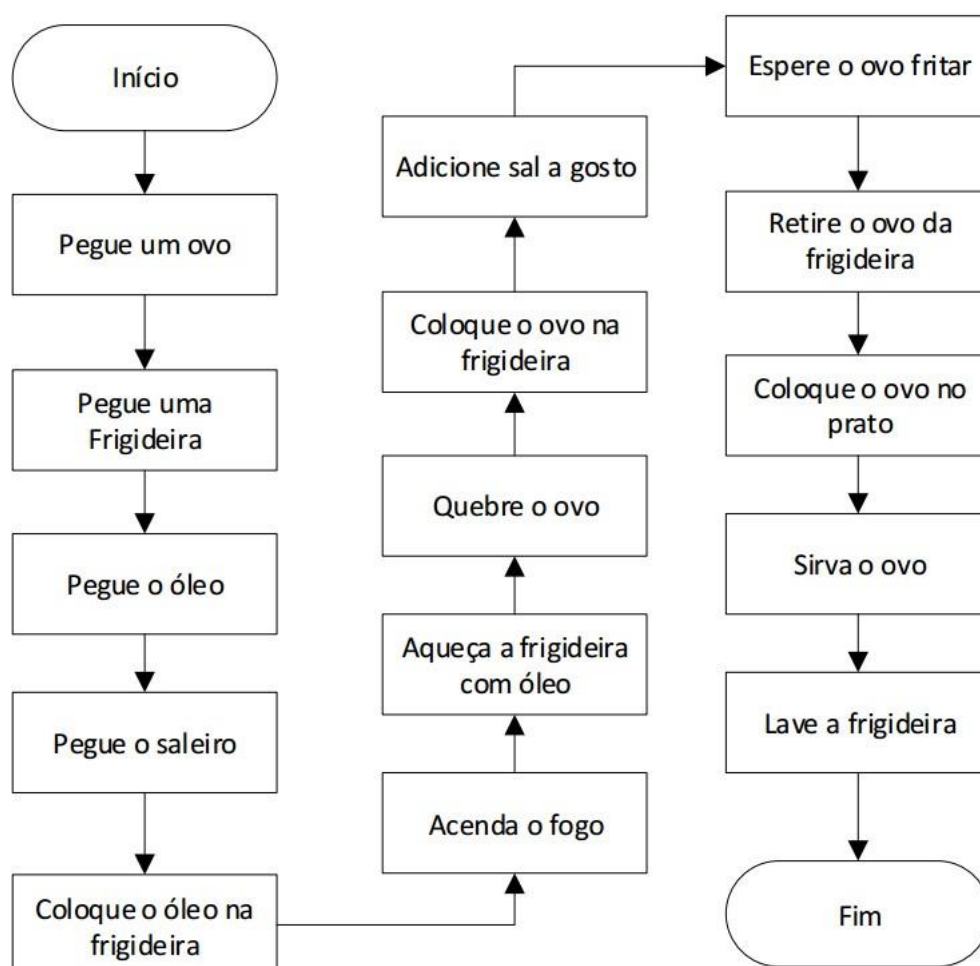 Início
Pegue um ovo
Pegue uma
Frigideira
Pegue o óleo
Pegue o saleiro
Coloque o óleo na
frigideira
Acenda o fogo
Aqueça a frigideira
com óleo
Quebre o ovo
Coloque o ovo na
frigideira
Adicione sal a gosto
Espere o ovo fritar
Retire o ovo da
frigideira
Coloque o ovo no
prato
Sirva o ovo
Lave a frigideira
Fim